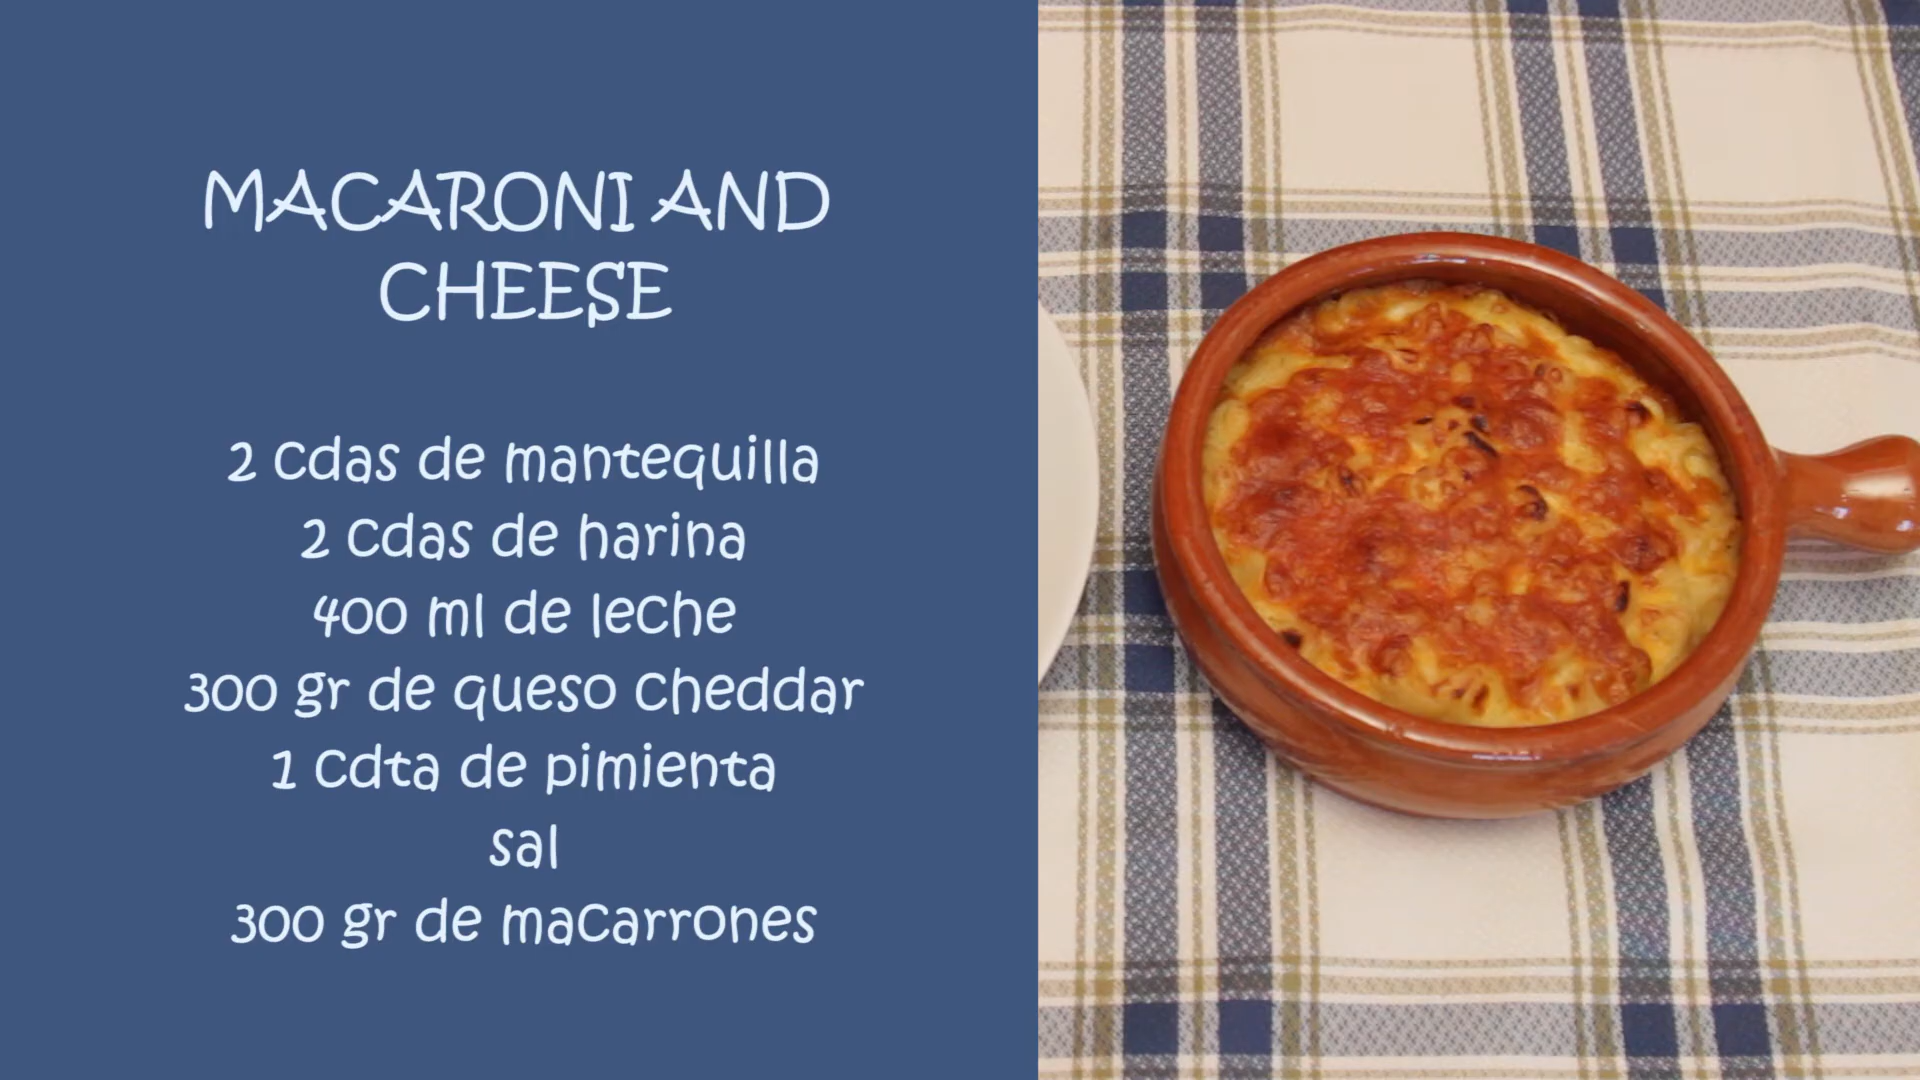 MACARONI AND
CHEESE
2 cdas de mantequilla
2 cdas de harina
400 ml de leche
300 gr de queso cheddar
1 cdta de pimienta
sal
300 gr de macarrones